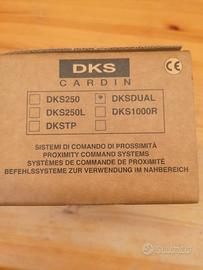 DKS
CARDIN
CE
DKS250 DKSDUAL
DKS250L DKS1000R
DKSTP
SISTEMI DI COMANDO DI PROSSIMITÀ
PROXIMITY COMMAND SYSTEMS
SYSTÈMES DE COMMANDE DE PROXIMITÉ
BEFEHLSSYSTEME ZUR VERWENDUNG IM NAHBEREICH
Subito